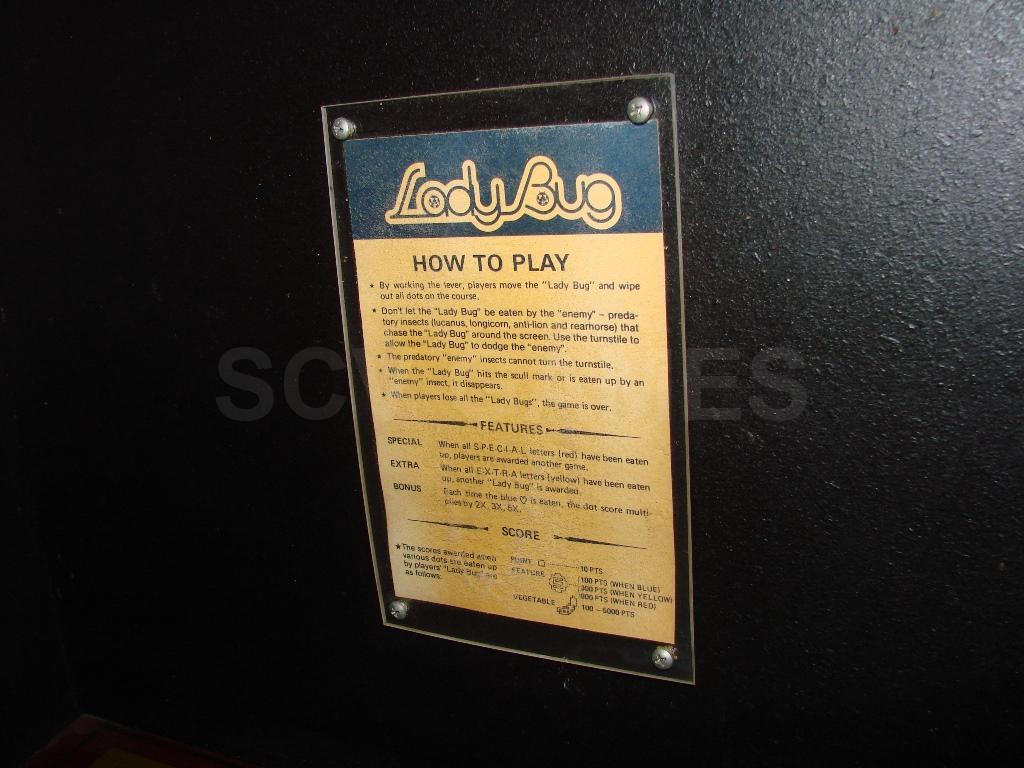 Lady Bug
HOW TO PLAY
* By working the lever, players move the "Lady Bug" and wipe
out all dots on the course.
* Don't let the "Lady Bug" be eaten by the "enemy" – preda-
tory insects (lucanus, longicorn, anti-lion and rearhorse) that
chase the "Lady Bug" around the screen. Use the turnstile to
allow the "Lady Bug" to dodge the "enemy".
* The predatory "enemy" insects cannot turn the turnstile.
* When the "Lady Bug" hits the scull mark or is eaten up by an
"enemy" insect, it disappears.
* When players lose all the "Lady Bugs", the game is over.
FEATURES
SPECIAL When all S-P-E-C-I-A-L letters (red) have been eaten
up, players are awarded another game.
EXTRA When all E-X-T-R-A letters (yellow) have been eaten
up, another "Lady Bug" is awarded.
BONUS Each time the blue ♡ is eaten, the dot score multi-
plies by 2X, 3X, 5X.
SCORE
* The scores awarded when
various dots are eaten up
by players' "Lady Bug" are
as follows:
POINT 10 PTS
FEATURE 100 PTS (WHEN BLUE)
300 PTS (WHEN YELLOW)
800 PTS (WHEN RED)
VEGETABLE 100 – 5000 PTS